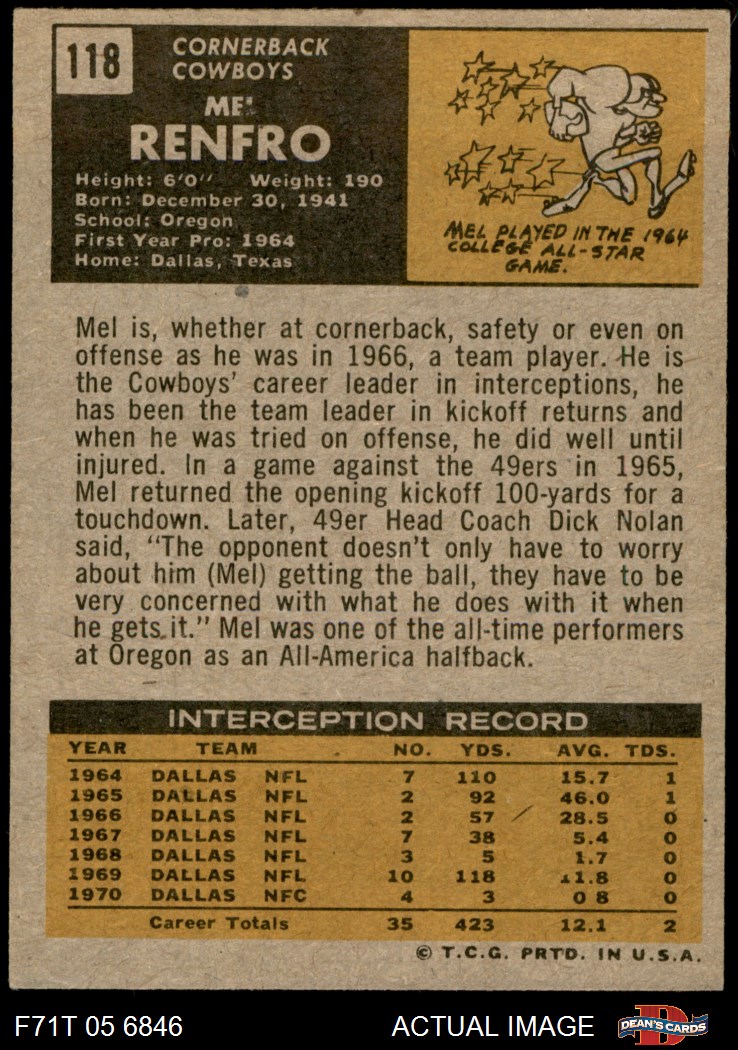 118
CORNERBACK
COWBOYS
MEL
RENFRO
Height: 6'0" Weight: 190
Born: December 30, 1941
School: Oregon
First Year Pro: 1964
Home: Dallas, Texas
MEL PLAYED IN THE 1964
COLLEGE ALL-STAR
GAME.
Mel is, whether at cornerback, safety or even on
offense as he was in 1966, a team player. He is
the Cowboys' career leader in interceptions, he
has been the team leader in kickoff returns and
when he was tried on offense, he did well until
injured. In a game against the 49ers in 1965,
Mel returned the opening kickoff 100-yards for a
touchdown. Later, 49er Head Coach Dick Nolan
said, "The opponent doesn't only have to worry
about him (Mel) getting the ball, they have to be
very concerned with what he does with it when
he gets it." Mel was one of the all-time performers
at Oregon as an All-America halfback.
INTERCEPTION RECORD
YEAR TEAM NO. YDS. AVG. TDS.
1964 DALLAS NFL 7 110 15.7 1
1965 DALLAS NFL 2 92 46.0 1
1966 DALLAS NFL 2 57 28.5 0
1967 DALLAS NFL 7 38 5.4 0
1968 DALLAS NFL 3 5 1.7 0
1969 DALLAS NFL 10 118 11.8 0
1970 DALLAS NFC 4 3 0 8 0
Career Totals 35 423 12.1 2
© T.C.G. PRTD. IN U.S.A.
F71T 05 6846 ACTUAL IMAGE D DEAN'S CARDS